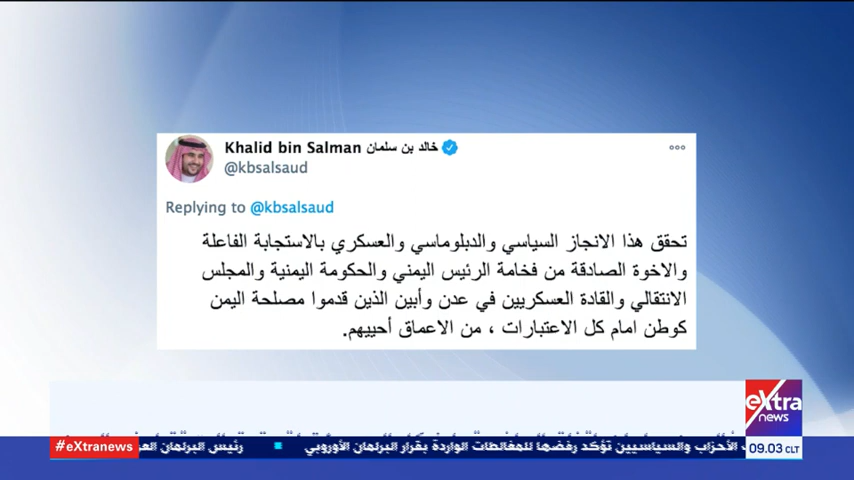 Khalid bin Salman خالد بن سلمان
@kbsalsaud
Replying to @kbsalsaud
تحقق هذا الانجاز السياسي والدبلوماسي والعسكري بالاستجابة الفاعلة
والاخوة الصادقة من فخامة الرئيس اليمني والحكومة اليمنية والمجلس
الانتقالي والقادة العسكريين في عدن وأبين الذين قدموا مصلحة اليمن
كوطن امام كل الاعتبارات ، من الاعماق أحييهم.
eXtra
news
الأحزاب والسياسيين تؤكد رفضها للمغالطات الواردة بقرار البرلمان الأوروبي
رئيس البرلمان
#eXtranews
09.03 CLT